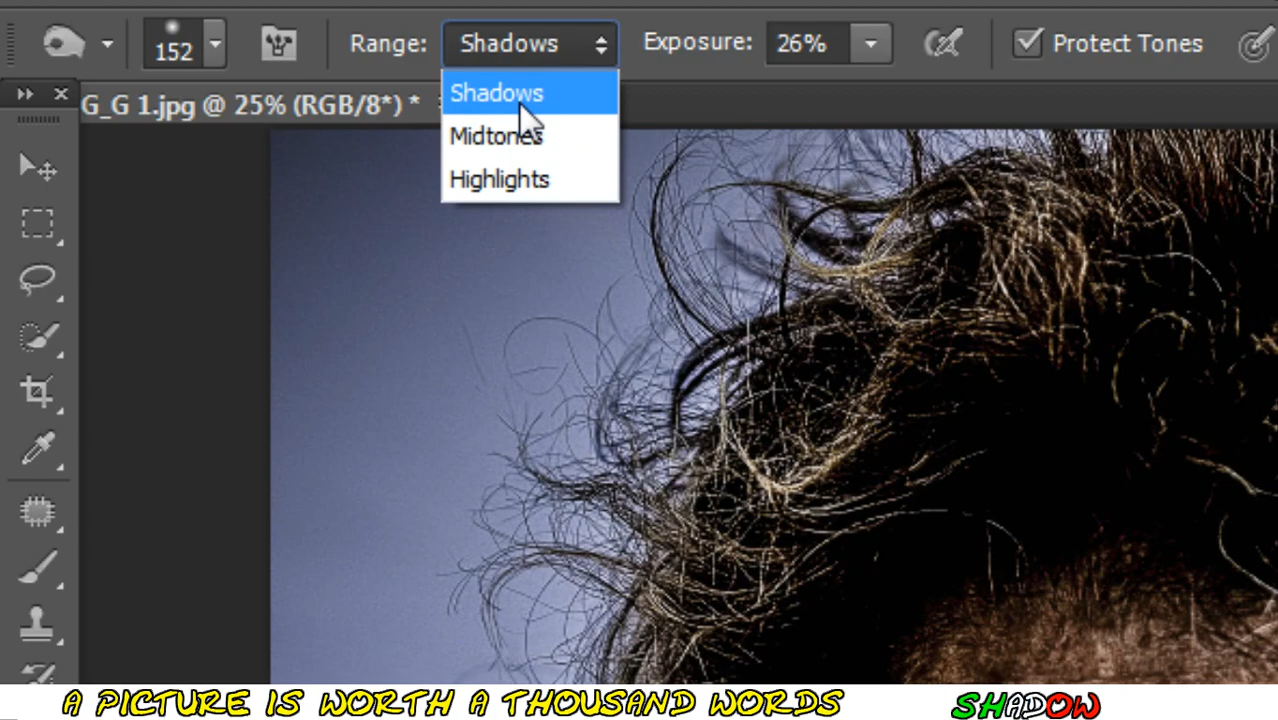 152 Range: Shadows Exposure: 26% Protect Tones
G_G 1.jpg @ 25% (RGB/8*) *
Shadows
Midtones
Highlights
A PICTURE IS WORTH A THOUSAND WORDS SHADOW